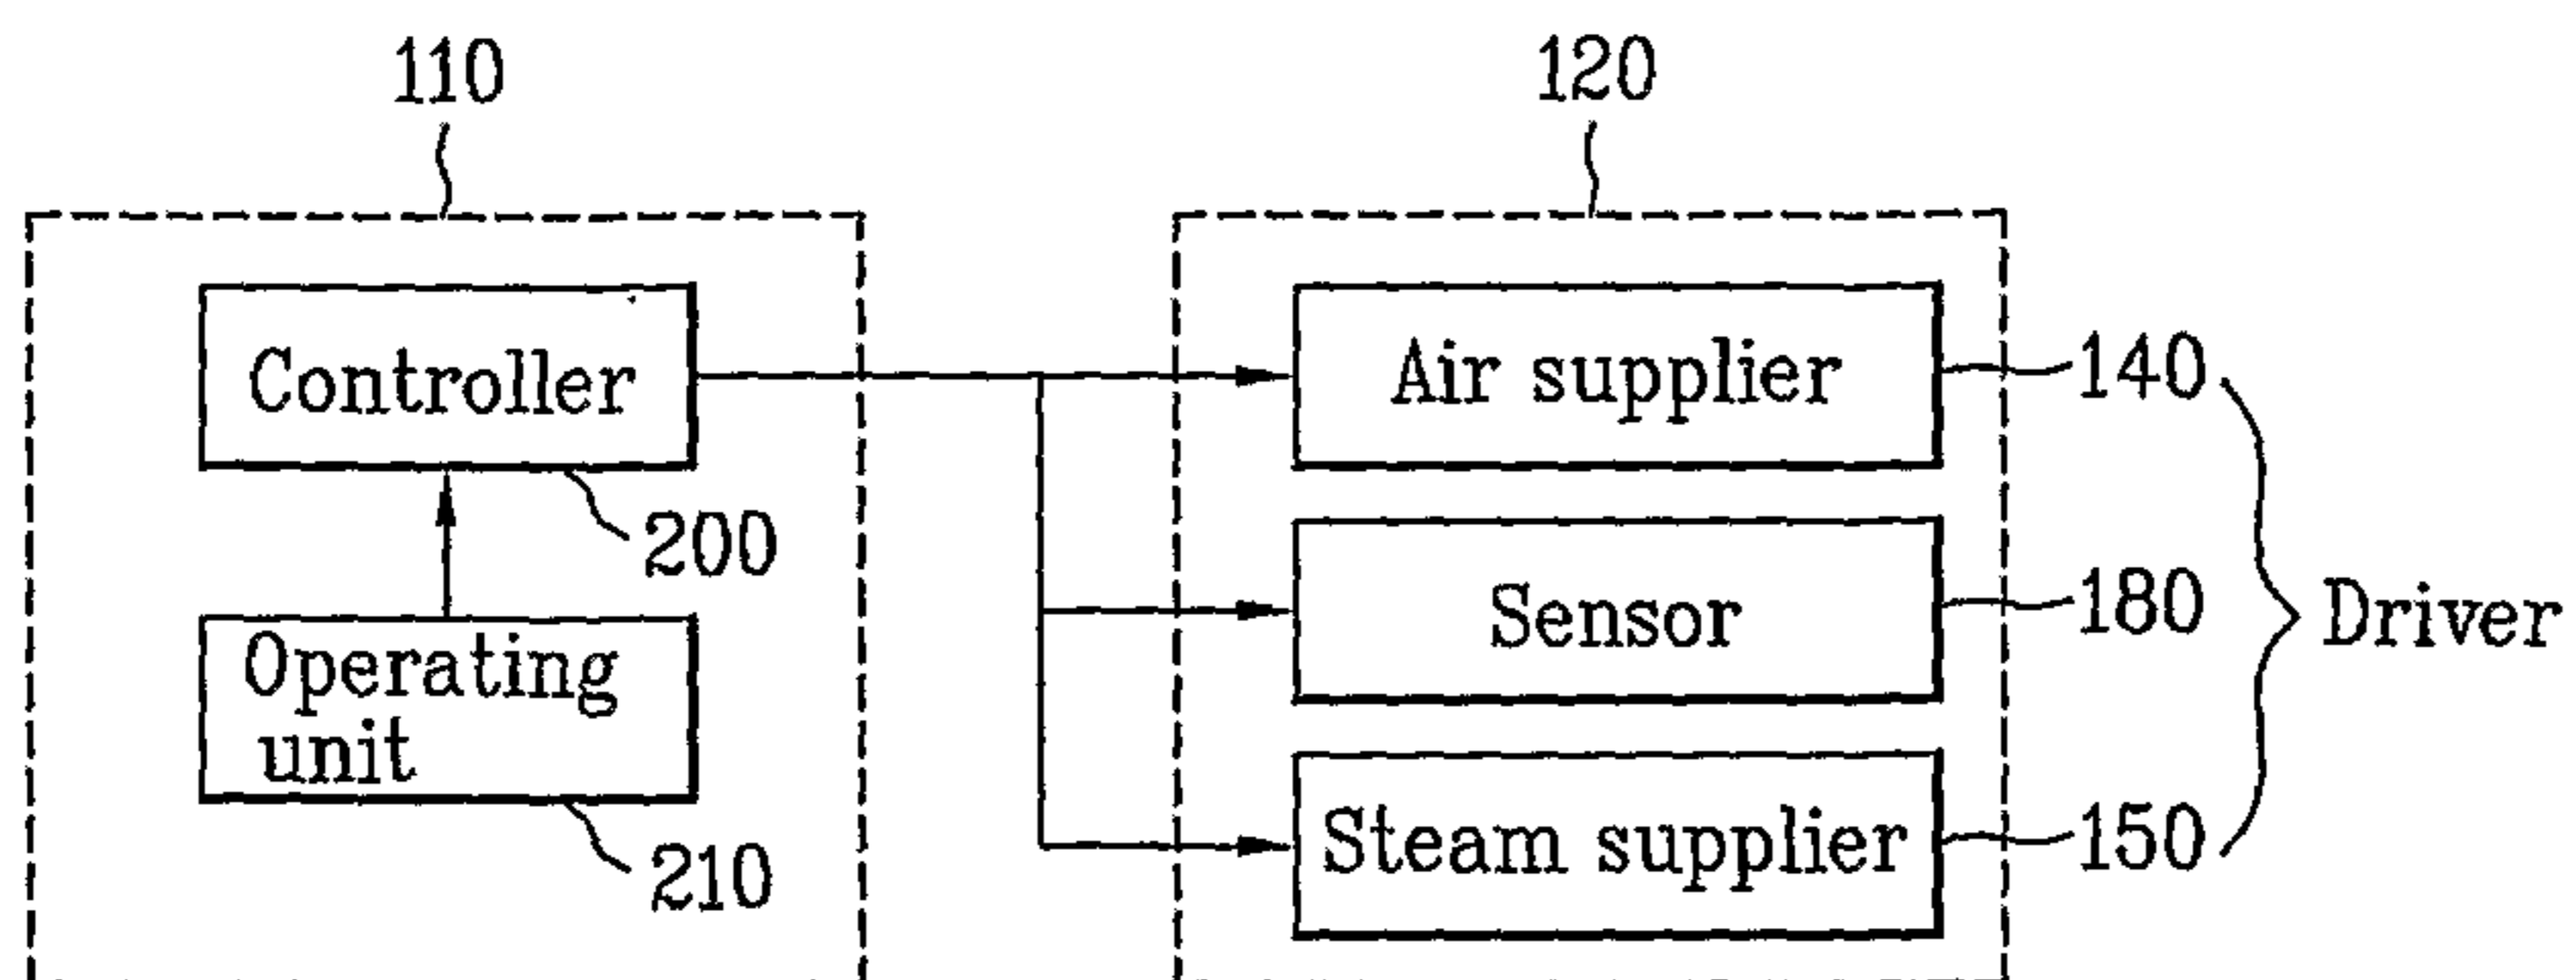 110
120
Controller
200
Operating
unit
210
Air supplier
140
Sensor
180
Steam supplier
150
Driver